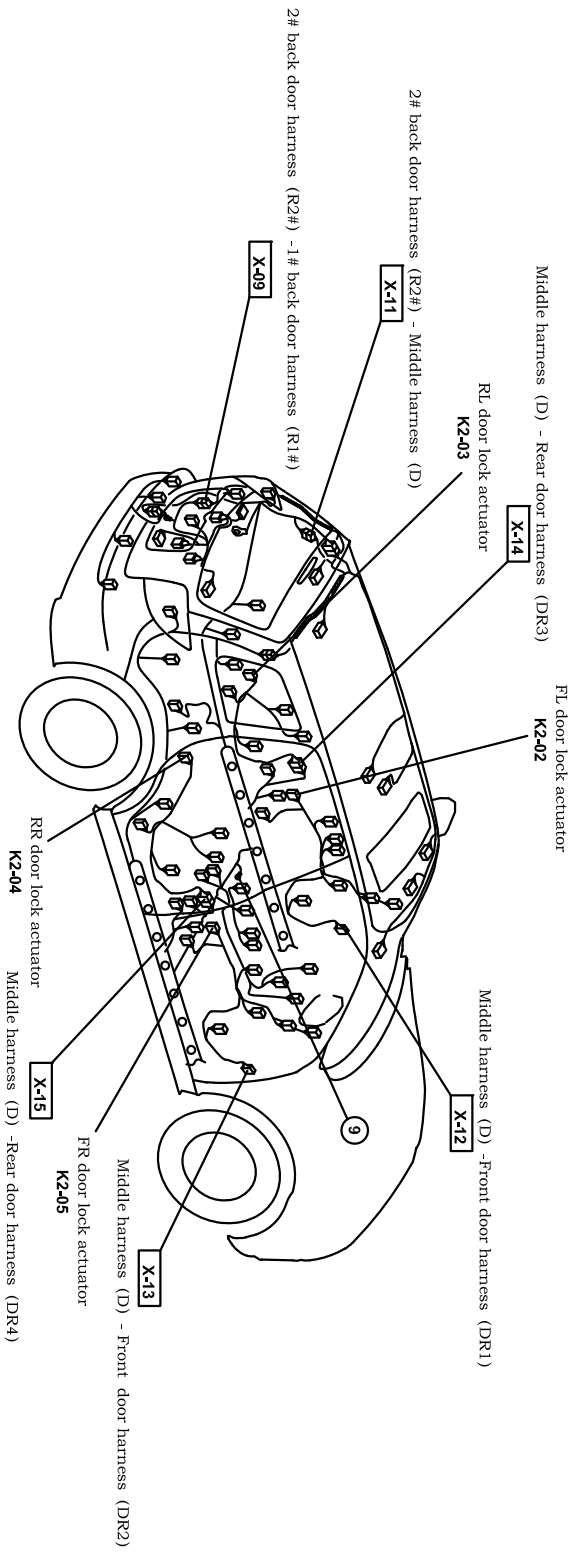 2# back door harness (R2#) -1# back door harness (R1#)
X-09
2# back door harness (R2#) - Middle harness (D)
X-11
Middle harness (D) - Rear door harness (DR3)
X-14
RL door lock actuator
K2-03
FL door lock actuator
K2-02
RR door lock actuator
K2-04
Middle harness (D) -Rear door harness (DR4)
X-15
FR door lock actuator
K2-05
Middle harness (D) - Front door harness (DR2)
X-13
Middle harness (D) -Front door harness (DR1)
X-12
9